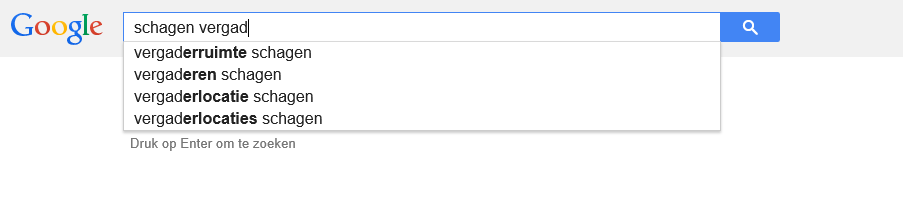 Google
schagen vergad
vergaderruimte schagen
vergaderen schagen
vergaderlocatie schagen
vergaderlocaties schagen
Druk op Enter om te zoeken